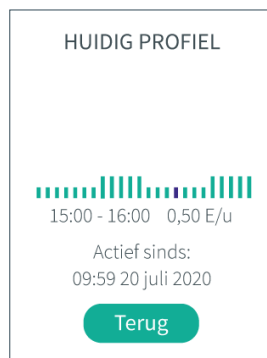 HUIDIG PROFIEL
15:00 - 16:00 0,50 E/u
Actief sinds:
09:59 20 juli 2020
Terug